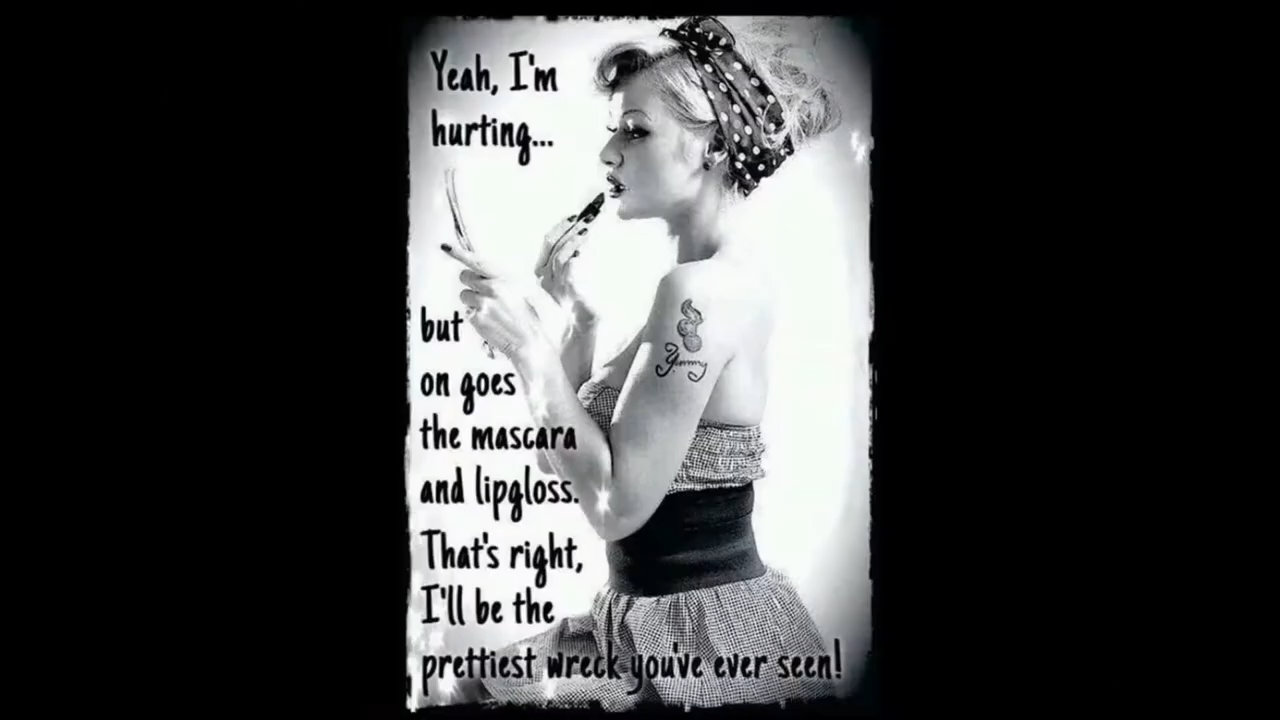 Yeah, I'm
hurting...
but
on goes
the mascara
and lipgloss.
That's right,
I'll be the
prettiest wreck you've ever seen!
Yummy